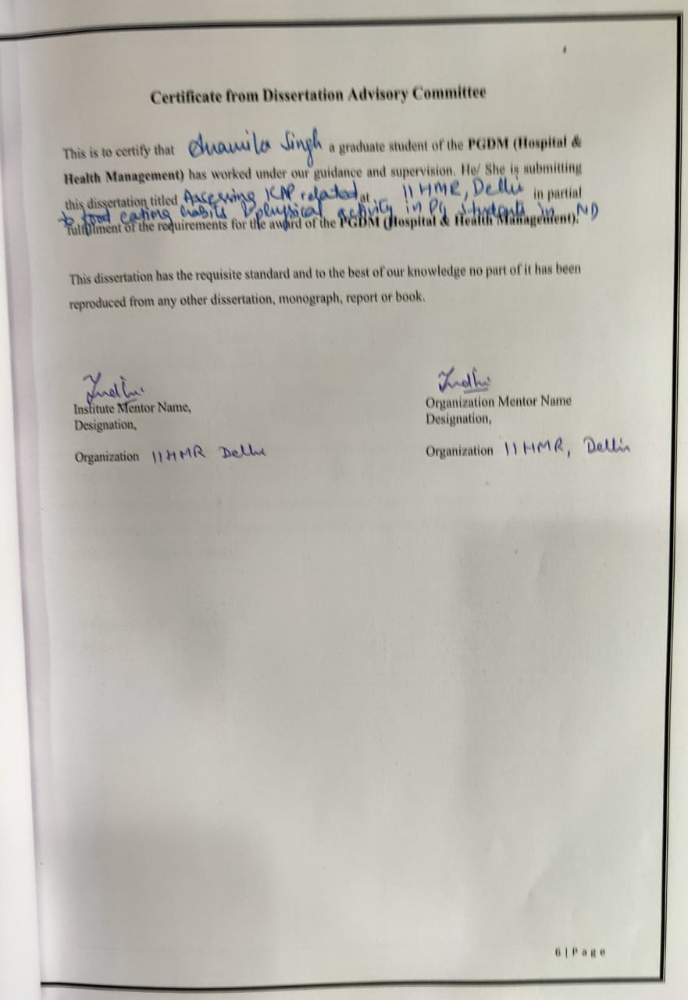 Certificate from Dissertation Advisory Committee
This is to certify that Singh a graduate student of the PGDM (Hospital &
Health Management) has worked under our guidance and supervision. He/ She is submitting
this dissertation titled Assessing KAP related at IIHMR, Delhi in partial
to food eating habits & physical activity in PG students in ND
fulfilment of the requirements for the award of the PGDM (Hospital & Health Management).
This dissertation has the requisite standard and to the best of our knowledge no part of it has been
reproduced from any other dissertation, monograph, report or book.
Institute Mentor Name,
Designation,
Organization IIHMR Delhi
Organization Mentor Name
Designation,
Organization IIHMR, Delhi
6 | P a g e